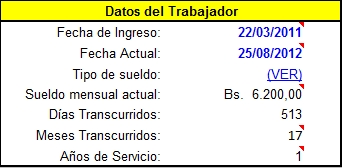 Datos del Trabajador
Fecha de Ingreso: 22/03/2011
Fecha Actual: 25/08/2012
Tipo de sueldo: (VER)
Sueldo mensual actual: Bs. 6.200,00
Días Transcurridos: 513
Meses Transcurridos: 17
Años de Servicio: 1